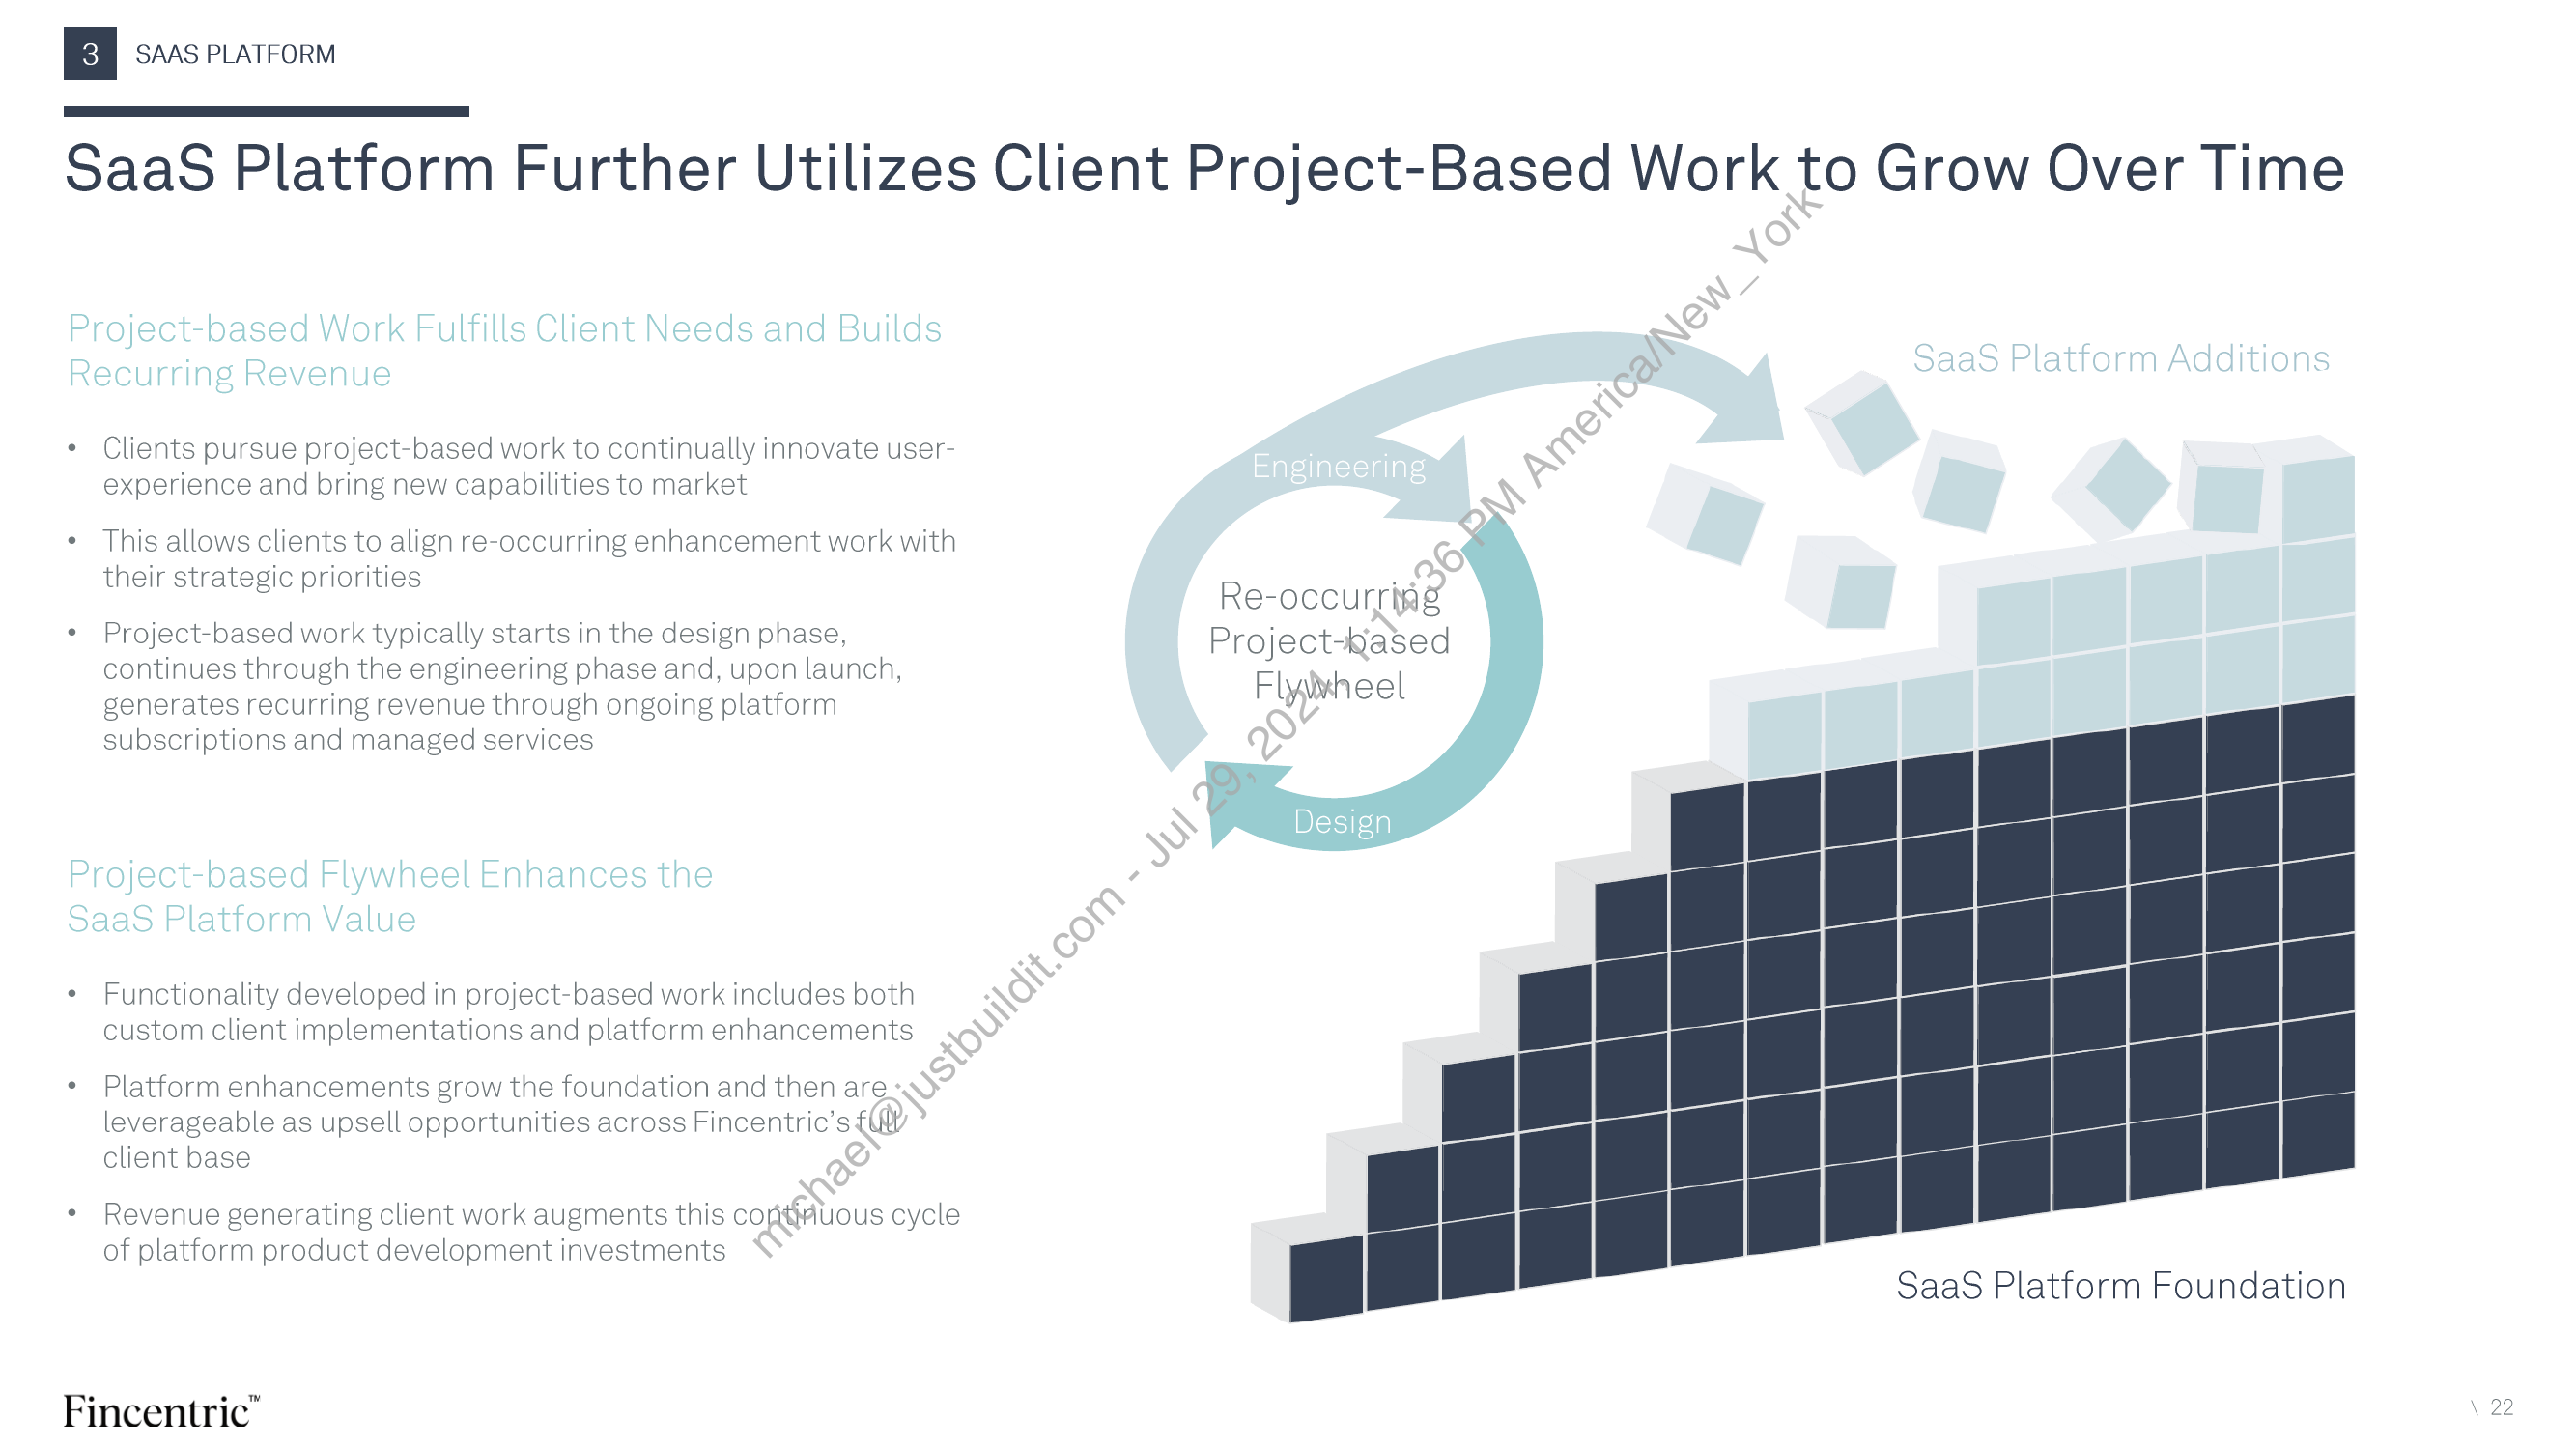 3 SAAS PLATFORM
SaaS Platform Further Utilizes Client Project-Based Work to Grow Over Time
Project-based Work Fulfills Client Needs and Builds
Recurring Revenue
• Clients pursue project-based work to continually innovate user-
experience and bring new capabilities to market
• This allows clients to align re-occurring enhancement work with
their strategic priorities
• Project-based work typically starts in the design phase,
continues through the engineering phase and, upon launch,
generates recurring revenue through ongoing platform
subscriptions and managed services
Project-based Flywheel Enhances the
SaaS Platform Value
• Functionality developed in project-based work includes both
custom client implementations and platform enhancements
• Platform enhancements grow the foundation and then are
leverageable as upsell opportunities across Fincentric’s full
client base
• Revenue generating client work augments this continuous cycle
of platform product development investments
Engineering
Re-occurring
Project-based
Flywheel
Design
SaaS Platform Additions
SaaS Platform Foundation
michael@justbuildit.com - Jul 29, 2024, 1:14:36 PM America/New_York
Fincentric™
\ 22